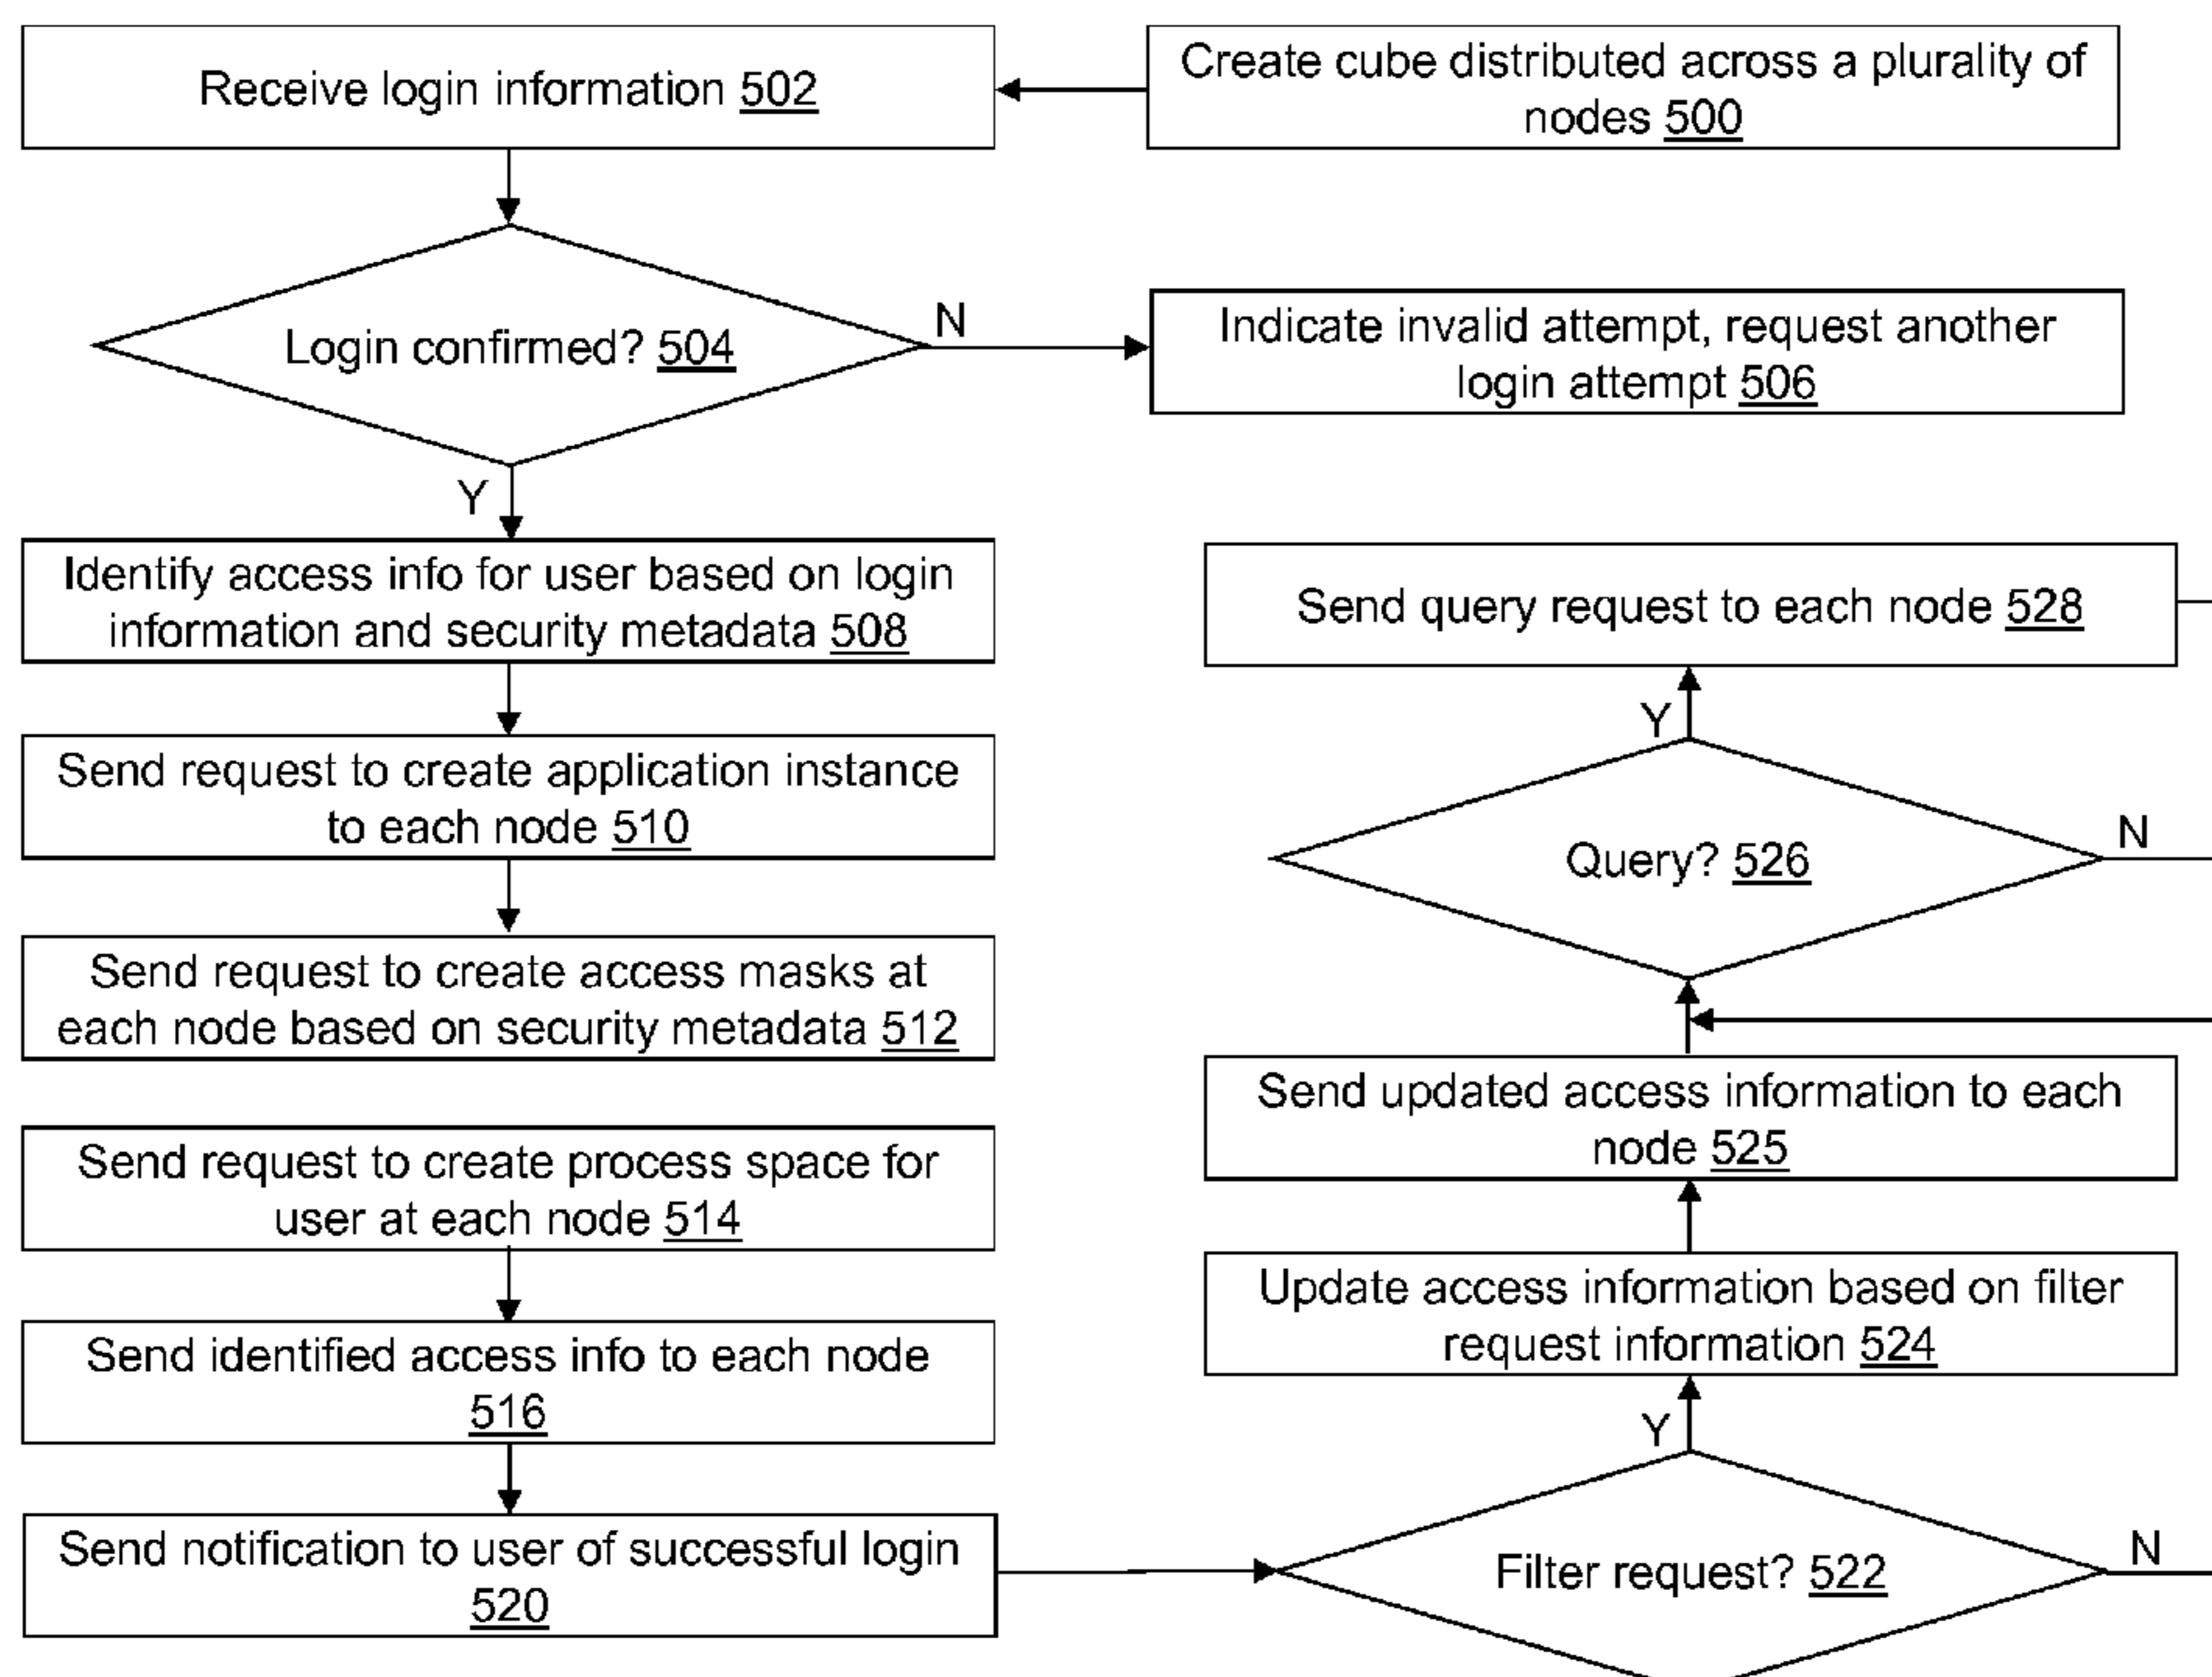 Receive login information 502
Create cube distributed across a plurality of
nodes 500
Login confirmed? 504
N
Indicate invalid attempt, request another
login attempt 506
Y
Identify access info for user based on login
information and security metadata 508
Send request to create application instance
to each node 510
Send request to create access masks at
each node based on security metadata 512
Send request to create process space for
user at each node 514
Send identified access info to each node
516
Send notification to user of successful login
520
Send query request to each node 528
Y
Query? 526
N
Send updated access information to each
node 525
Update access information based on filter
request information 524
Y
Filter request? 522
N